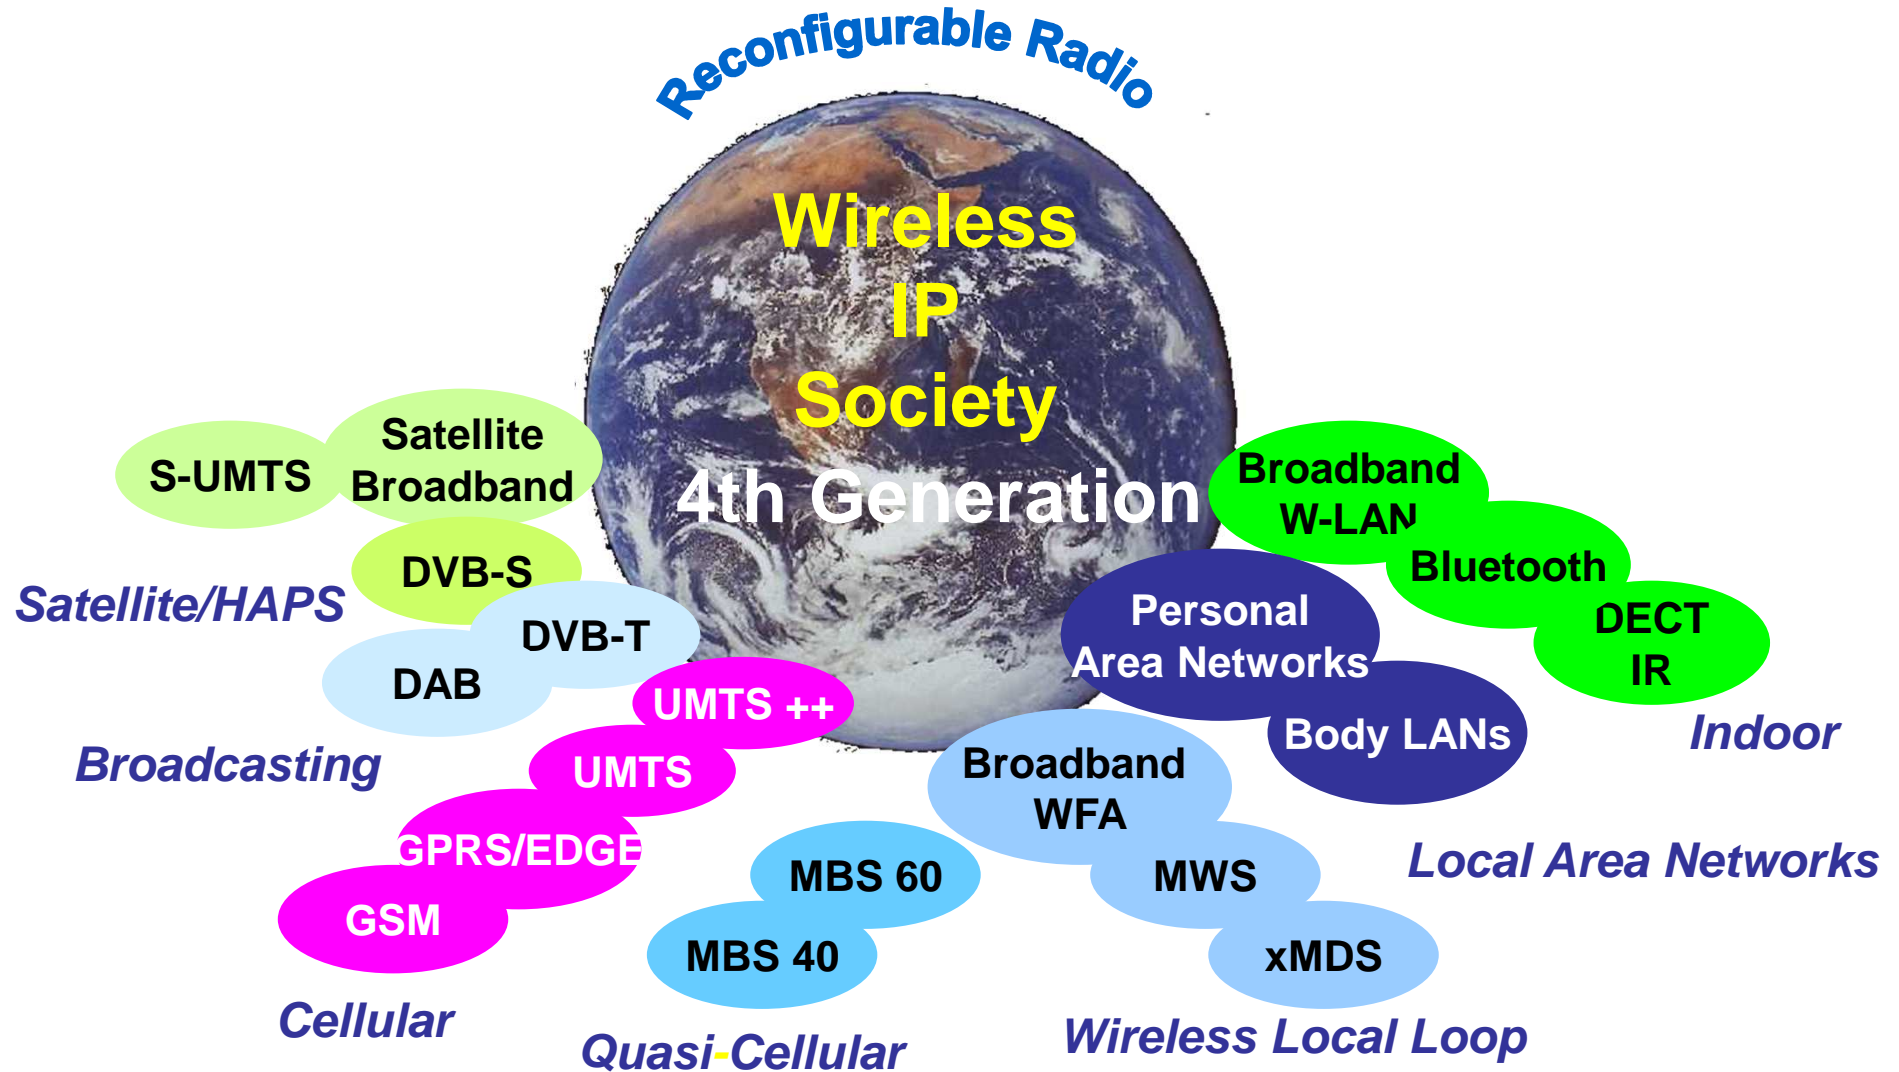 Reconfigurable Radio
Wireless
IP
Society
4th Generation
S-UMTS
Satellite
Broadband
DVB-S
Satellite/HAPS
DVB-T
DAB
Broadcasting
UMTS ++
UMTS
GPRS/EDGE
GSM
Cellular
MBS 60
MBS 40
Quasi-Cellular
Broadband
WFA
MWS
xMDS
Wireless Local Loop
Personal
Area Networks
Body LANs
Local Area Networks
Broadband
W-LAN
Bluetooth
DECT
IR
Indoor